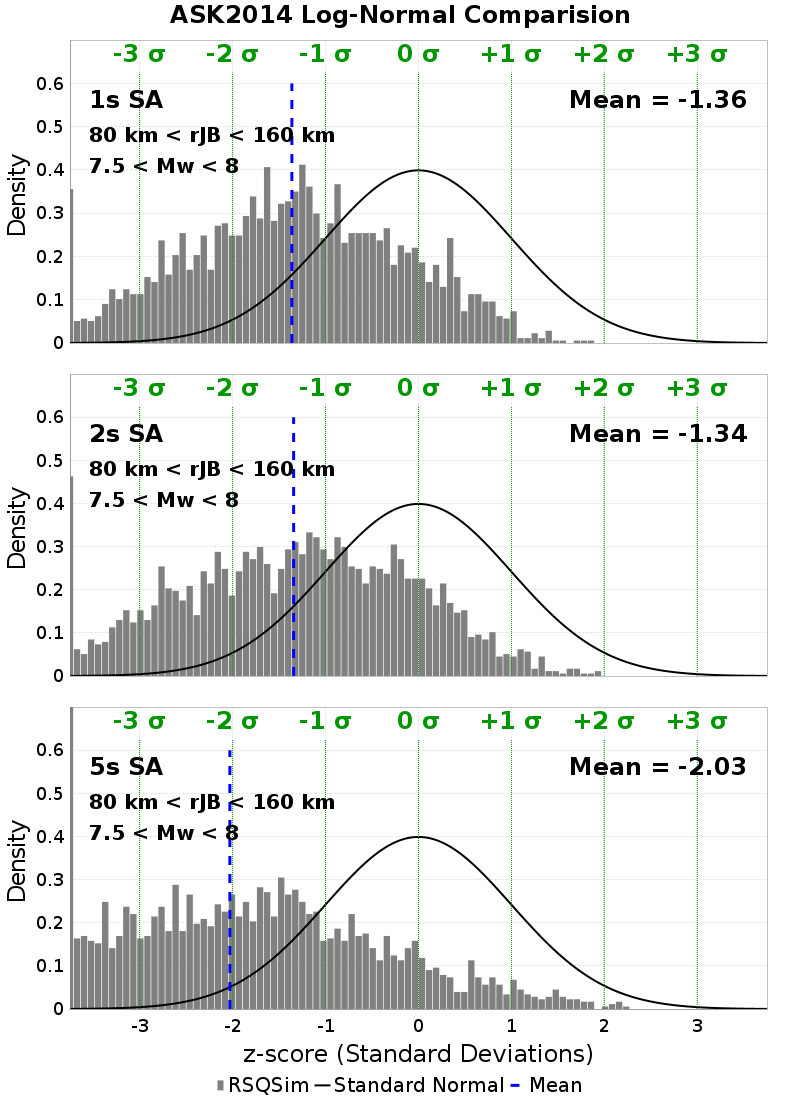 ASK2014 Log-Normal Comparision
-3 σ -2 σ -1 σ 0 σ +1 σ +2 σ +3 σ
1s SA
Mean = -1.36
80 km < rJB < 160 km
7.5 < Mw < 8
Density
0.6
0.5
0.4
0.3
0.2
0.1
0
-3 σ -2 σ -1 σ 0 σ +1 σ +2 σ +3 σ
2s SA
Mean = -1.34
80 km < rJB < 160 km
7.5 < Mw < 8
Density
0.6
0.5
0.4
0.3
0.2
0.1
0
-3 σ -2 σ -1 σ 0 σ +1 σ +2 σ +3 σ
5s SA
Mean = -2.03
80 km < rJB < 160 km
7.5 < Mw < 8
Density
0.6
0.5
0.4
0.3
0.2
0.1
0
-3 -2 -1 0 1 2 3
z-score (Standard Deviations)
RSQSim Standard Normal Mean